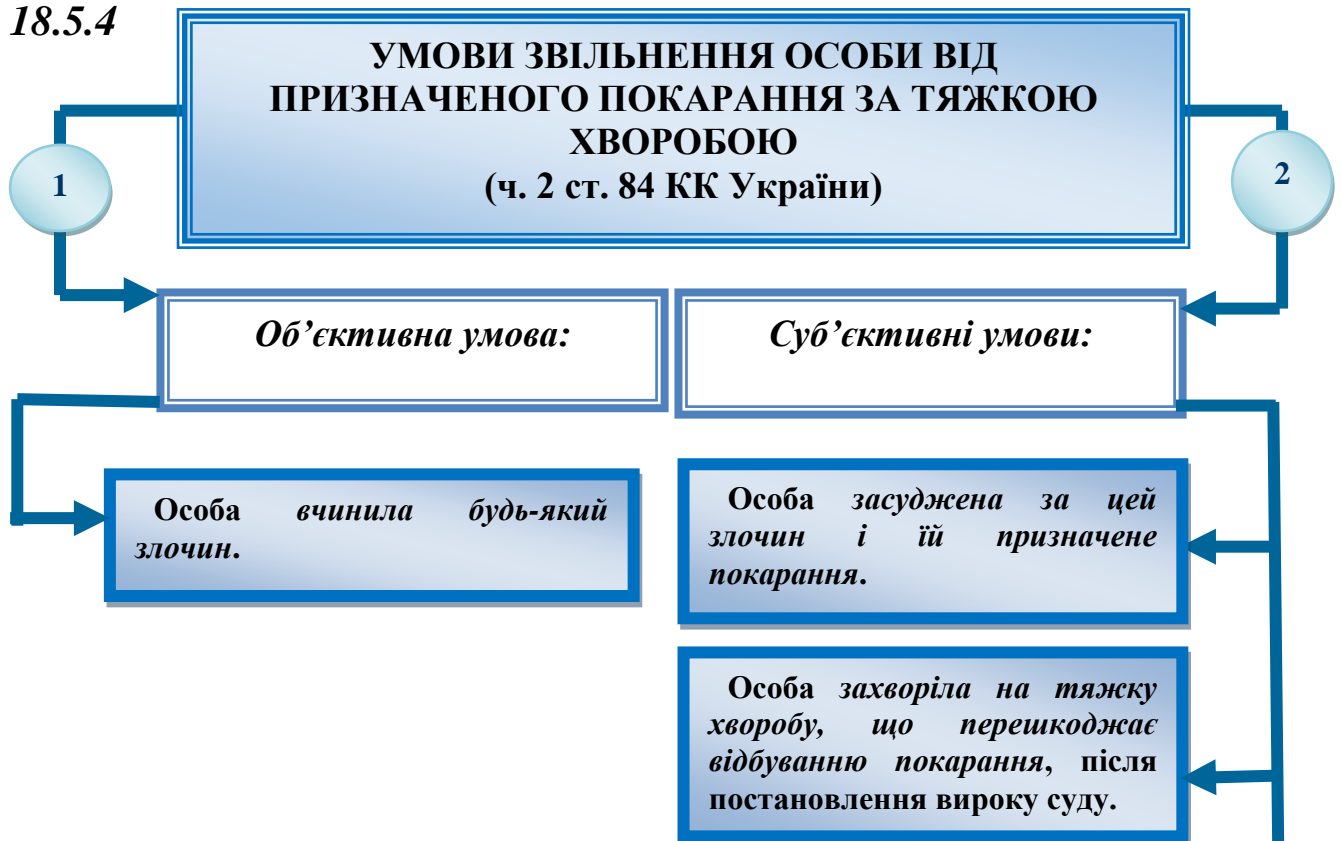 18.5.4
УМОВИ ЗВІЛЬНЕННЯ ОСОБИ ВІД
ПРИЗНАЧЕНОГО ПОКАРАННЯ ЗА ТЯЖКОЮ
ХВОРОБОЮ
(ч. 2 ст. 84 КК України)
1
2
Об’єктивна умова:
Суб’єктивні умови:
Особа вчинила будь-який
злочин.
Особа засуджена за цей
злочин і їй призначене
покарання.
Особа захворіла на тяжку
хворобу, що перешкоджає
відбуванню покарання, після
постановлення вироку суду.